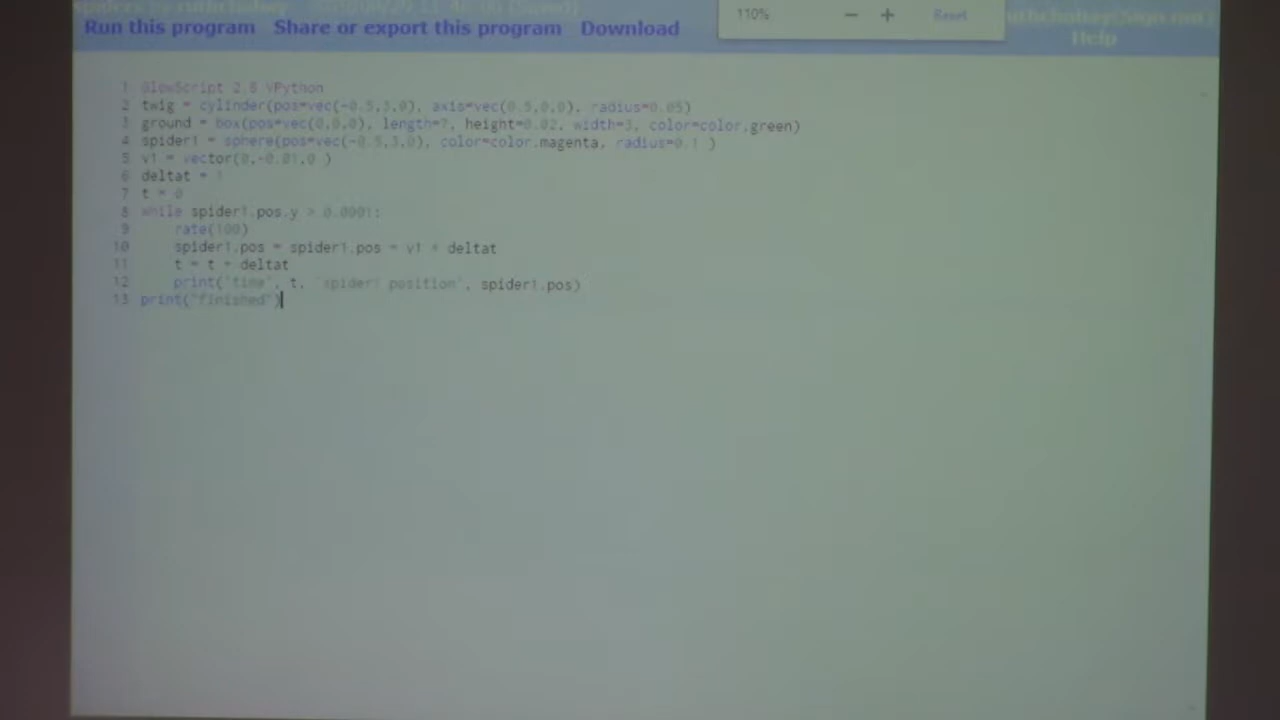 Run this program Share or export this program Download
110% − + Reset
Help
1 GlowScript 2.8 VPython
2 twig = cylinder(pos=vec(-0.5,3,0), axis=vec(0.5,0,0), radius=0.05)
3 ground = box(pos=vec(0,0,0), length=7, height=0.02, width=3, color=color.green)
4 spider1 = sphere(pos=vec(-0.5,3,0), color=color.magenta, radius=0.1 )
5 v1 = vector(0,-0.01,0 )
6 deltat = 1
7 t = 0
8 while spider1.pos.y > 0.0001:
9 rate(100)
10 spider1.pos = spider1.pos + v1 * deltat
11 t = t + deltat
12 print('time', t, 'spider1 position', spider1.pos)
13 print("finished")